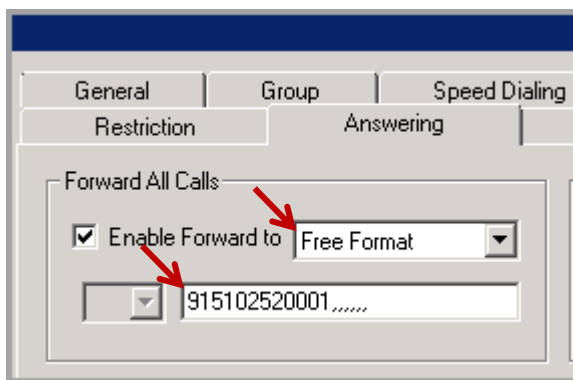 General Group Speed Dialing
Restriction Answering
Forward All Calls
Enable Forward to Free Format
915102520001,,,,,,